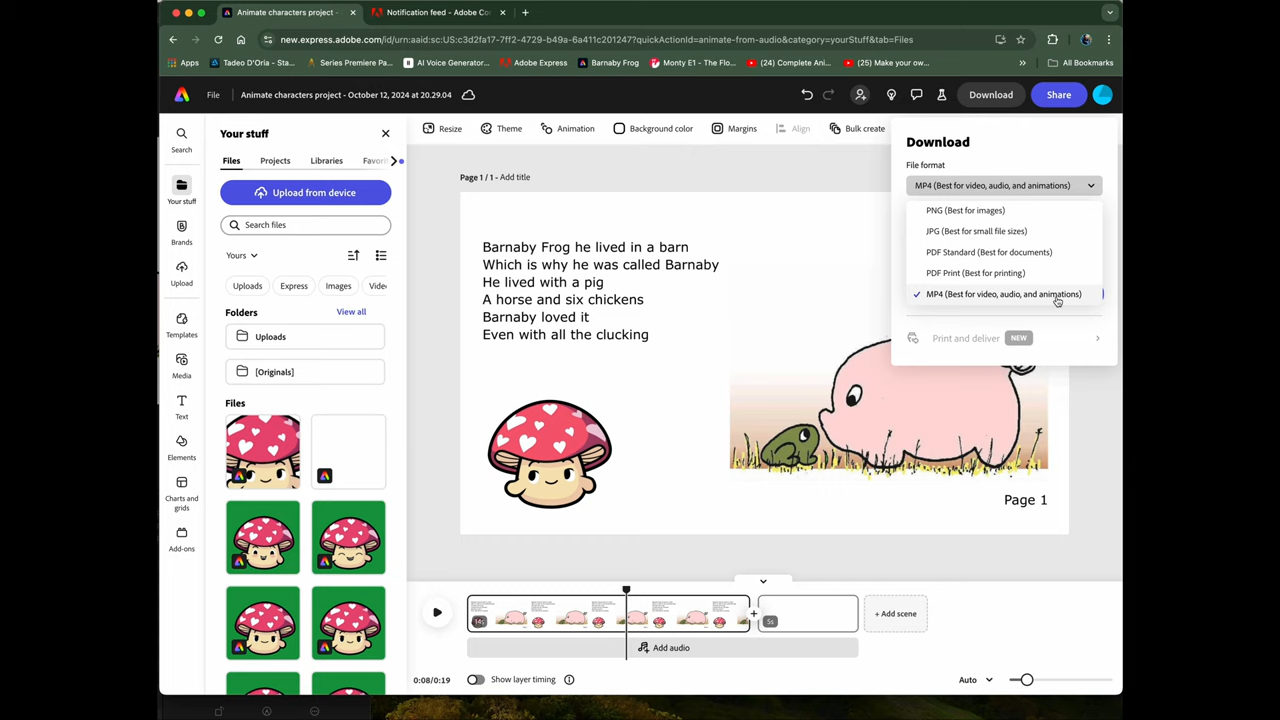 Animate characters project -
Notification feed - Adobe Co
new.express.adobe.com/id/urn:aaid:sc:US:c3d2fa17-7ff2-4729-b49a-6a411c201247?quickActionId=animate-from-audio&category=yourStuff&tab=Files
Apps
Tadeo D'Oria - Sta...
Series Premiere Pa...
AI Voice Generator...
Adobe Express
Barnaby Frog
Monty E1 - The Flo...
(24) Complete Ani...
(25) Make your ow...
All Bookmarks
File
Animate characters project - October 12, 2024 at 20.29.04
Download
Share
Search
Your stuff
Brands
Upload
Templates
Media
Text
Elements
Charts and
grids
Add-ons
Your stuff
Files
Projects
Libraries
Favori
Upload from device
Search files
Yours
Images
Express
Images
Video
Folders
View all
Uploads
[Originals]
Files
Resize
Theme
Animation
Background color
Margins
Align
Bulk create
Page 1 / 1 - Add title
Barnaby Frog he lived in a barn
Which is why he was called Barnaby
He lived with a pig
A horse and six chickens
Barnaby loved it
Even with all the clucking
Page 1
Download
File format
MP4 (Best for video, audio, and animations)
PNG (Best for images)
JPG (Best for small file sizes)
PDF Standard (Best for documents)
PDF Print (Best for printing)
MP4 (Best for video, audio, and animations)
Print and deliver
NEW
5s
+ Add scene
Add audio
0:08/0:19
Show layer timing
Auto